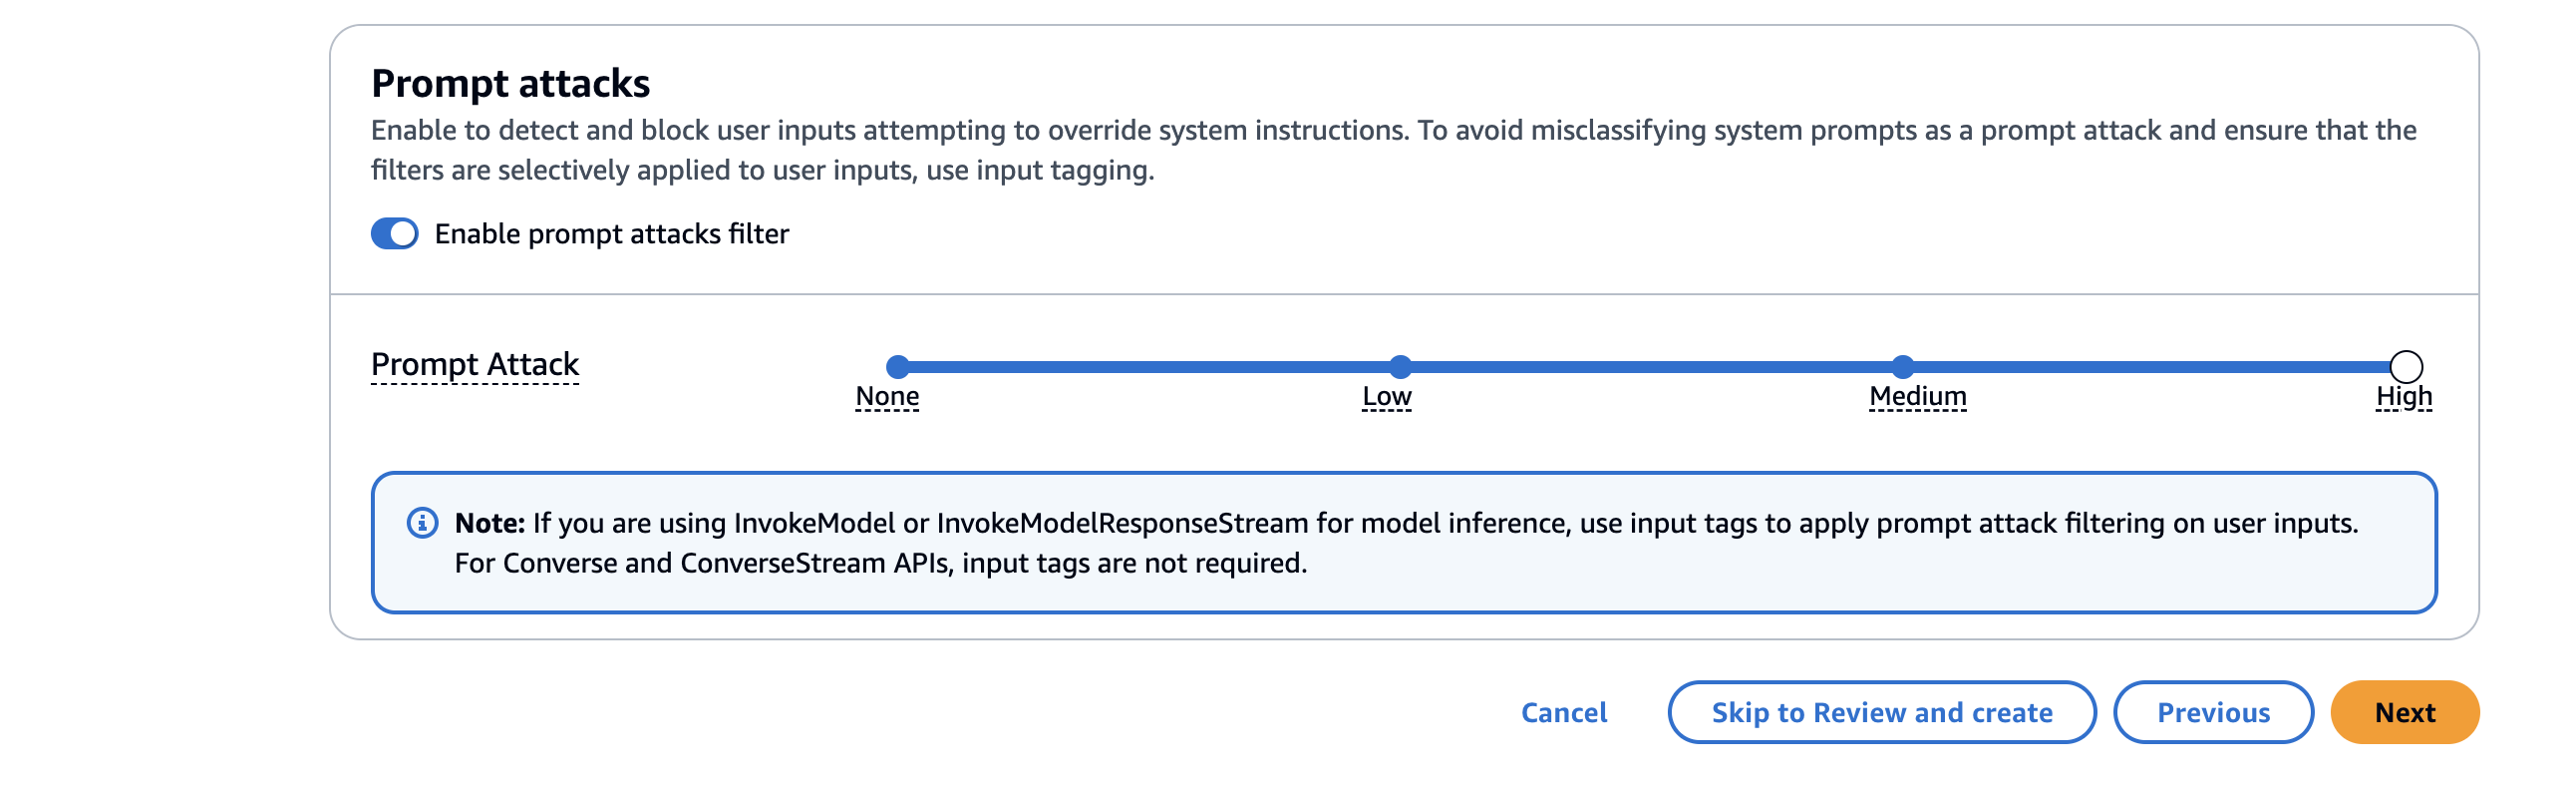 Prompt attacks
Enable to detect and block user inputs attempting to override system instructions. To avoid misclassifying system prompts as a prompt attack and ensure that the
filters are selectively applied to user inputs, use input tagging.
Enable prompt attacks filter
Prompt Attack
None
Low
Medium
High
Note: If you are using InvokeModel or InvokeModelResponseStream for model inference, use input tags to apply prompt attack filtering on user inputs.
For Converse and ConverseStream APIs, input tags are not required.
Cancel
Skip to Review and create
Previous
Next